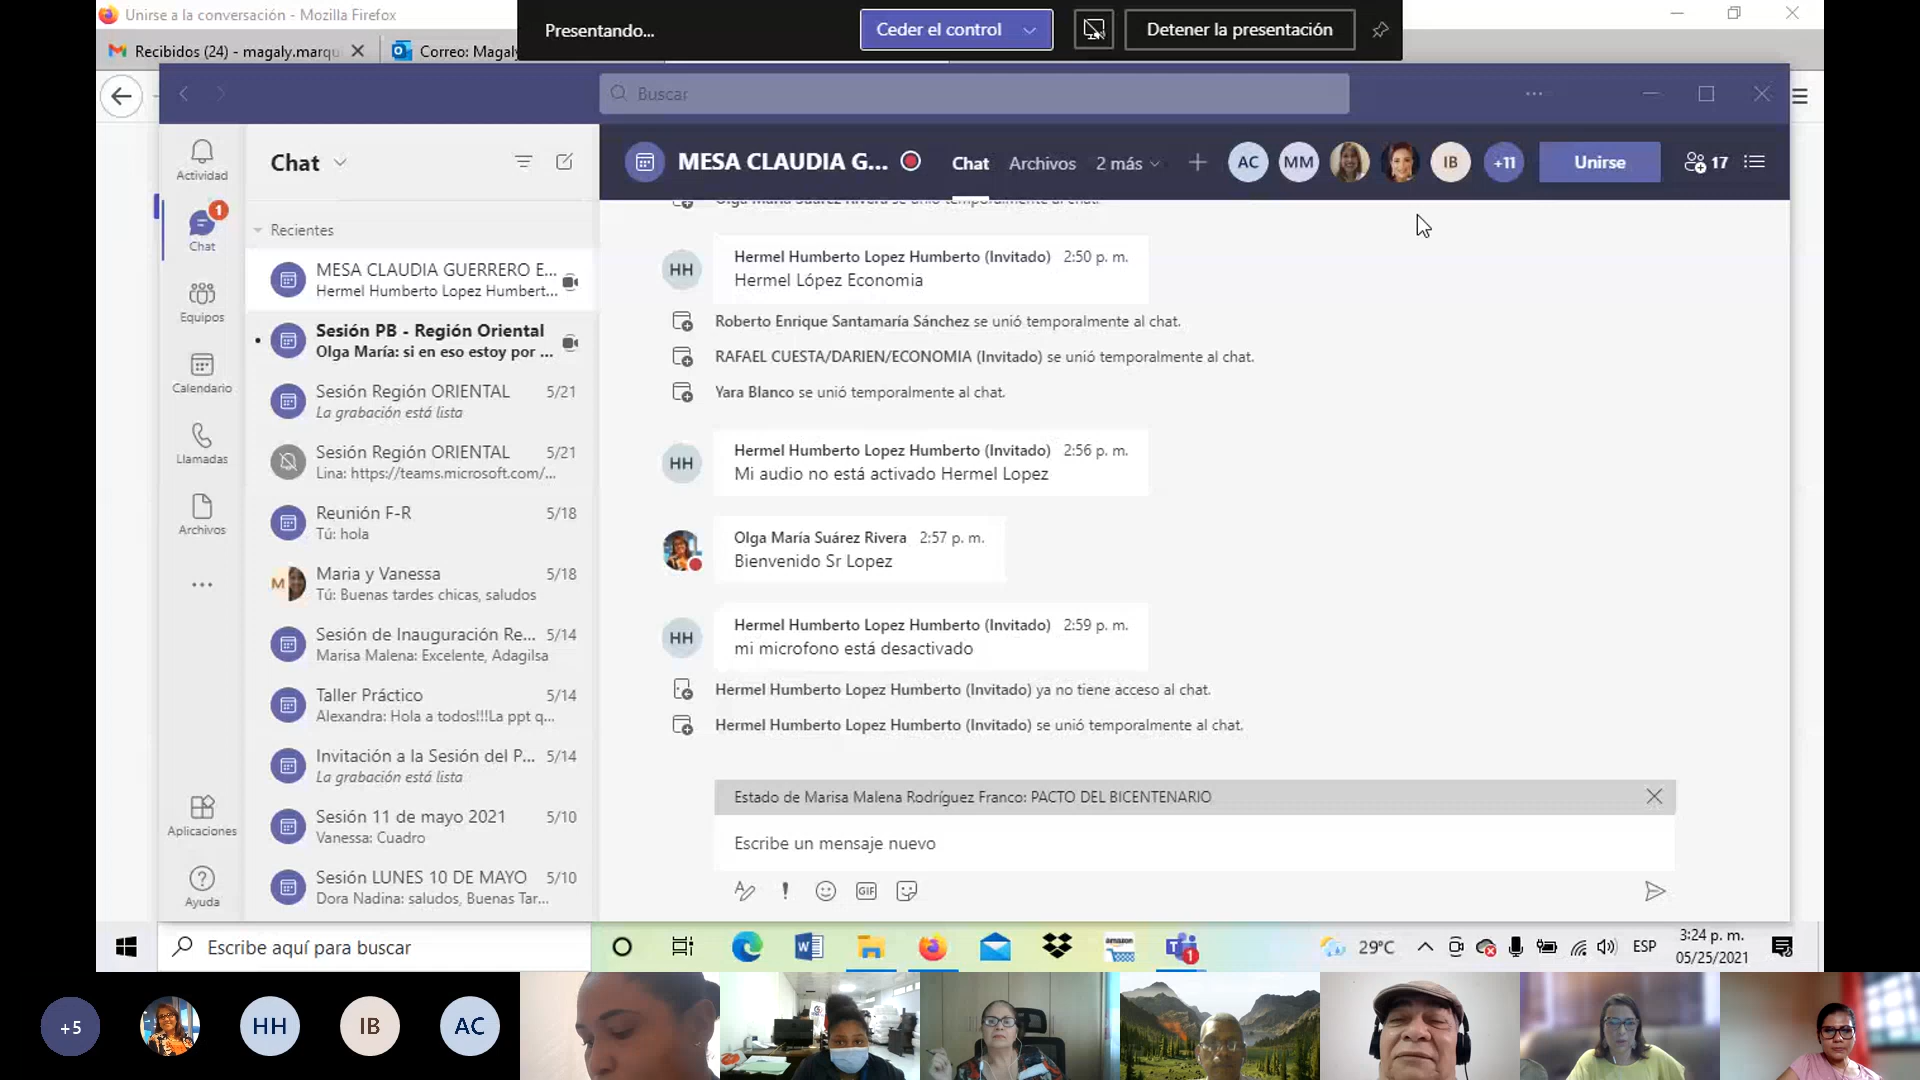 Unirse a la conversación - Mozilla Firefox
Presentando...
Ceder el control
Detener la presentación
Recibidos (24) - magaly.marqu
Correo: Magaly
Buscar
Actividad
1
Chat
Equipos
Calendario
Llamadas
Archivos
Aplicaciones
Ayuda
Chat
Recientes
MESA CLAUDIA GUERRERO E...
Hermel Humberto Lopez Humbert...
Sesión PB - Región Oriental
Olga María: si en eso estoy por ...
Sesión Región ORIENTAL 5/21
La grabación está lista
Sesión Región ORIENTAL 5/21
Lina: https://teams.microsoft.com/...
Reunión F-R 5/18
Tú: hola
M
Maria y Vanessa 5/18
Tú: Buenas tardes chicas, saludos
Sesión de Inauguración Re... 5/14
Marisa Malena: Excelente, Adagilsa
Taller Práctico 5/14
Alexandra: Hola a todos!!!La ppt q...
Invitación a la Sesión del P... 5/14
La grabación está lista
Sesión 11 de mayo 2021 5/10
Vanessa: Cuadro
Sesión LUNES 10 DE MAYO 5/10
Dora Nadina: saludos, Buenas Tar...
MESA CLAUDIA G...
Chat Archivos 2 más
AC MM IB +11
Unirse
17
Olga María Suárez Rivera se unió temporalmente al chat.
HH
Hermel Humberto Lopez Humberto (Invitado) 2:50 p. m.
Hermel López Economia
Roberto Enrique Santamaría Sánchez se unió temporalmente al chat.
RAFAEL CUESTA/DARIEN/ECONOMIA (Invitado) se unió temporalmente al chat.
Yara Blanco se unió temporalmente al chat.
HH
Hermel Humberto Lopez Humberto (Invitado) 2:56 p. m.
Mi audio no está activado Hermel Lopez
Olga María Suárez Rivera 2:57 p. m.
Bienvenido Sr Lopez
HH
Hermel Humberto Lopez Humberto (Invitado) 2:59 p. m.
mi microfono está desactivado
Hermel Humberto Lopez Humberto (Invitado) ya no tiene acceso al chat.
Hermel Humberto Lopez Humberto (Invitado) se unió temporalmente al chat.
Estado de Marisa Malena Rodríguez Franco: PACTO DEL BICENTENARIO
Escribe un mensaje nuevo
GIF
Escribe aquí para buscar
amazon
1
29°C
ESP
3:24 p. m.
05/25/2021
+5
HH
IB
AC